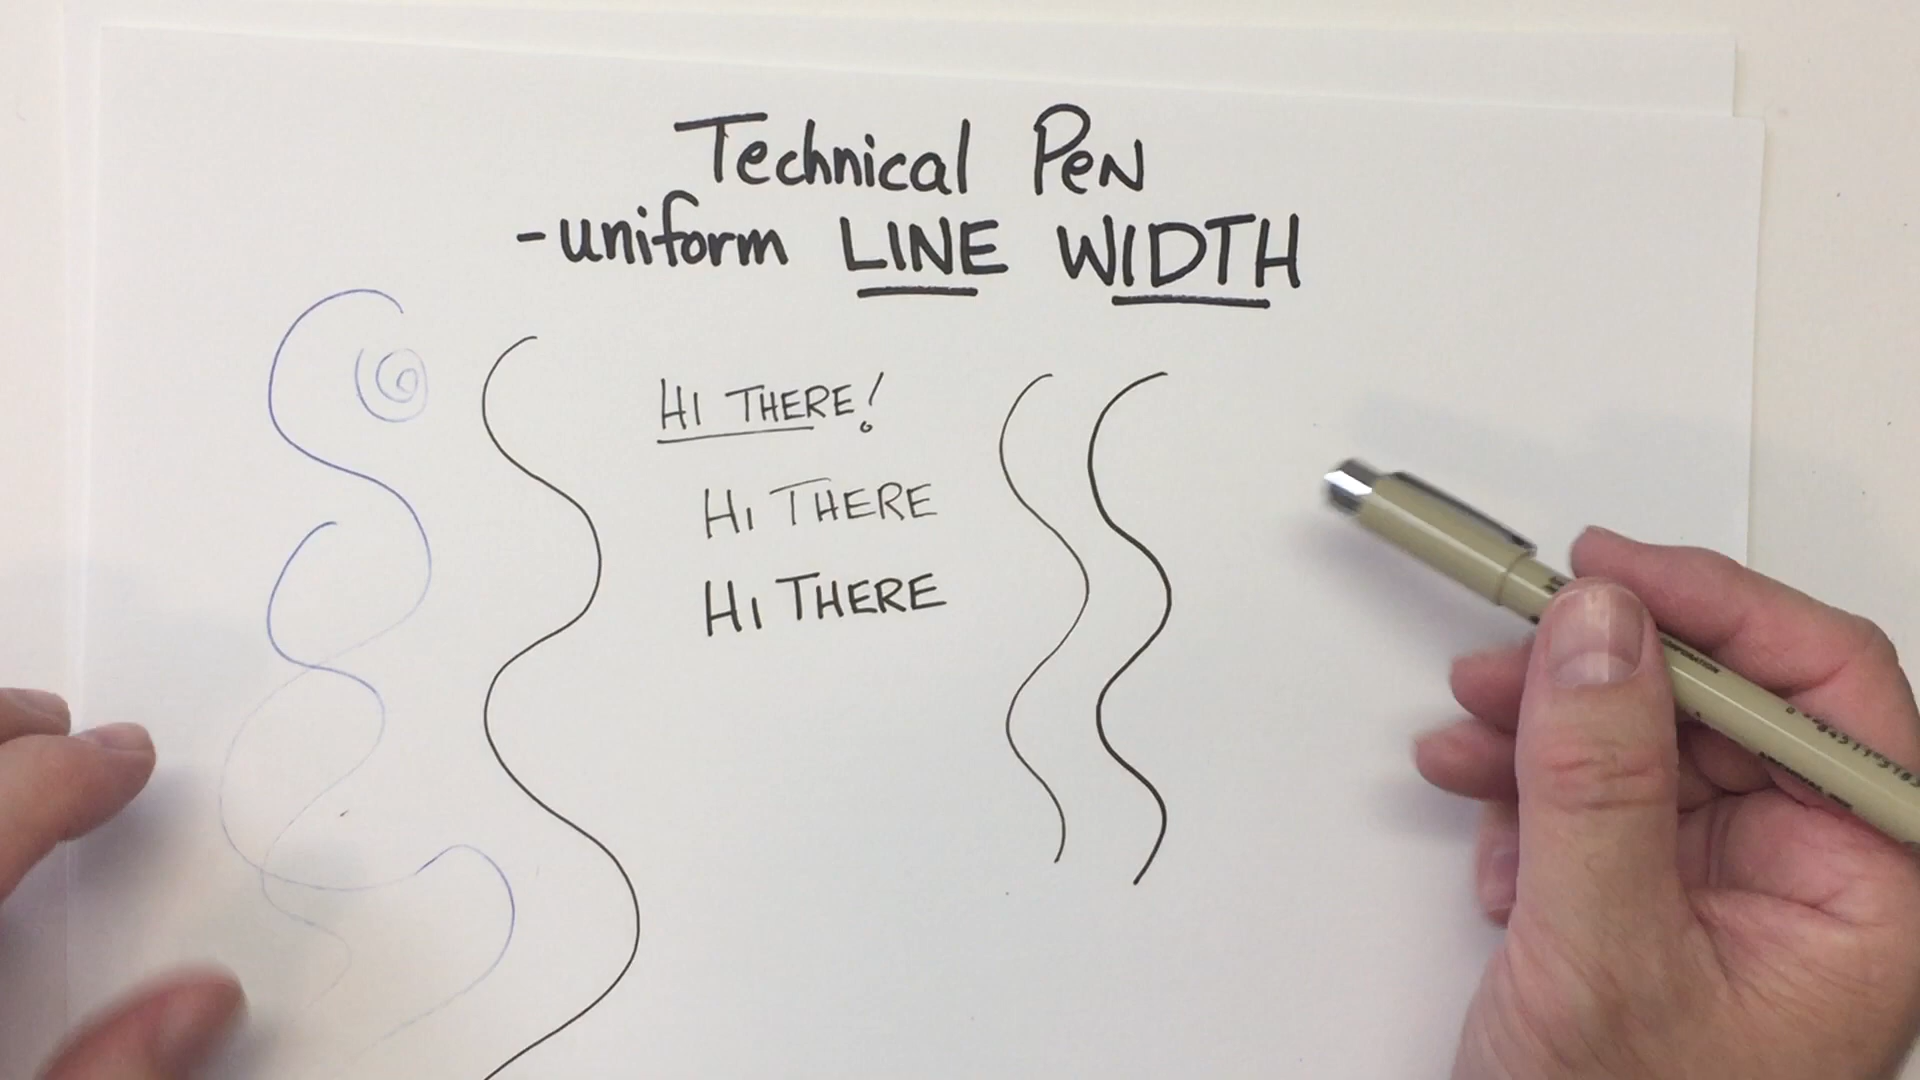 Technical PeN
-uniform LINE WIDTH
HI THERE!
HI THERE
HI THERE